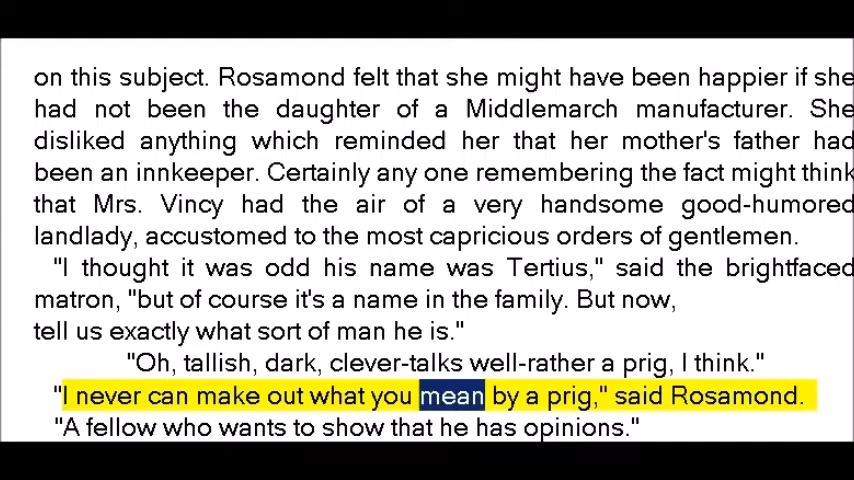 on this subject. Rosamond felt that she might have been happier if she
had not been the daughter of a Middlemarch manufacturer. She
disliked anything which reminded her that her mother's father had
been an innkeeper. Certainly any one remembering the fact might think
that Mrs. Vincy had the air of a very handsome good-humored
landlady, accustomed to the most capricious orders of gentlemen.
"I thought it was odd his name was Tertius," said the brightfaced
matron, "but of course it's a name in the family. But now,
tell us exactly what sort of man he is."
"Oh, tallish, dark, clever-talks well-rather a prig, I think."
"I never can make out what you mean by a prig," said Rosamond.
"A fellow who wants to show that he has opinions."